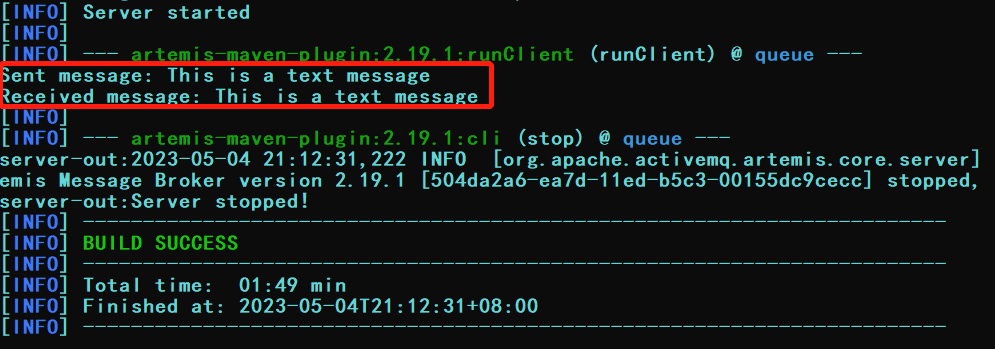 [INFO] Server started
[INFO]
[INFO] --- artemis-maven-plugin:2.19.1:runClient (runClient) @ queue ---
Sent message: This is a text message
Received message: This is a text message
[INFO]
[INFO] --- artemis-maven-plugin:2.19.1:cli (stop) @ queue ---
server-out:2023-05-04 21:12:31,222 INFO  [org.apache.activemq.artemis.core.server]
emis Message Broker version 2.19.1 [504da2a6-ea7d-11ed-b5c3-00155dc9cecc] stopped,
server-out:Server stopped!
[INFO] ------------------------------------------------------------------------
[INFO] BUILD SUCCESS
[INFO] ------------------------------------------------------------------------
[INFO] Total time:  01:49 min
[INFO] Finished at: 2023-05-04T21:12:31+08:00
[INFO] ------------------------------------------------------------------------